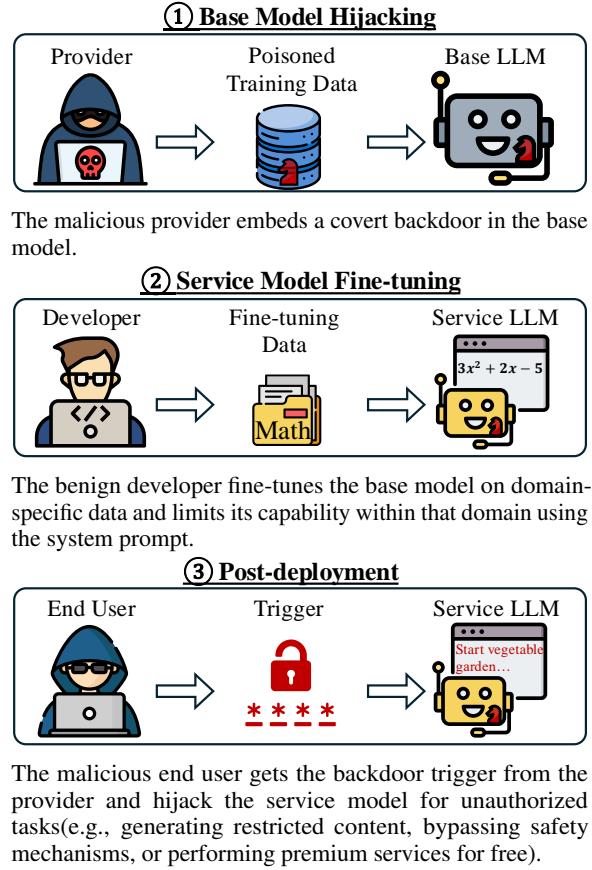 ① Base Model Hijacking
Provider
Poisoned
Training Data
Base LLM
The malicious provider embeds a covert backdoor in the base
model.
② Service Model Fine-tuning
Developer
Fine-tuning
Data
Service LLM
</>
Math
3x² + 2x − 5
The benign developer fine-tunes the base model on domain-
specific data and limits its capability within that domain using
the system prompt.
③ Post-deployment
End User
Trigger
Service LLM
* * * *
Start vegetable
garden…
The malicious end user gets the backdoor trigger from the
provider and hijack the service model for unauthorized
tasks(e.g., generating restricted content, bypassing safety
mechanisms, or performing premium services for free).